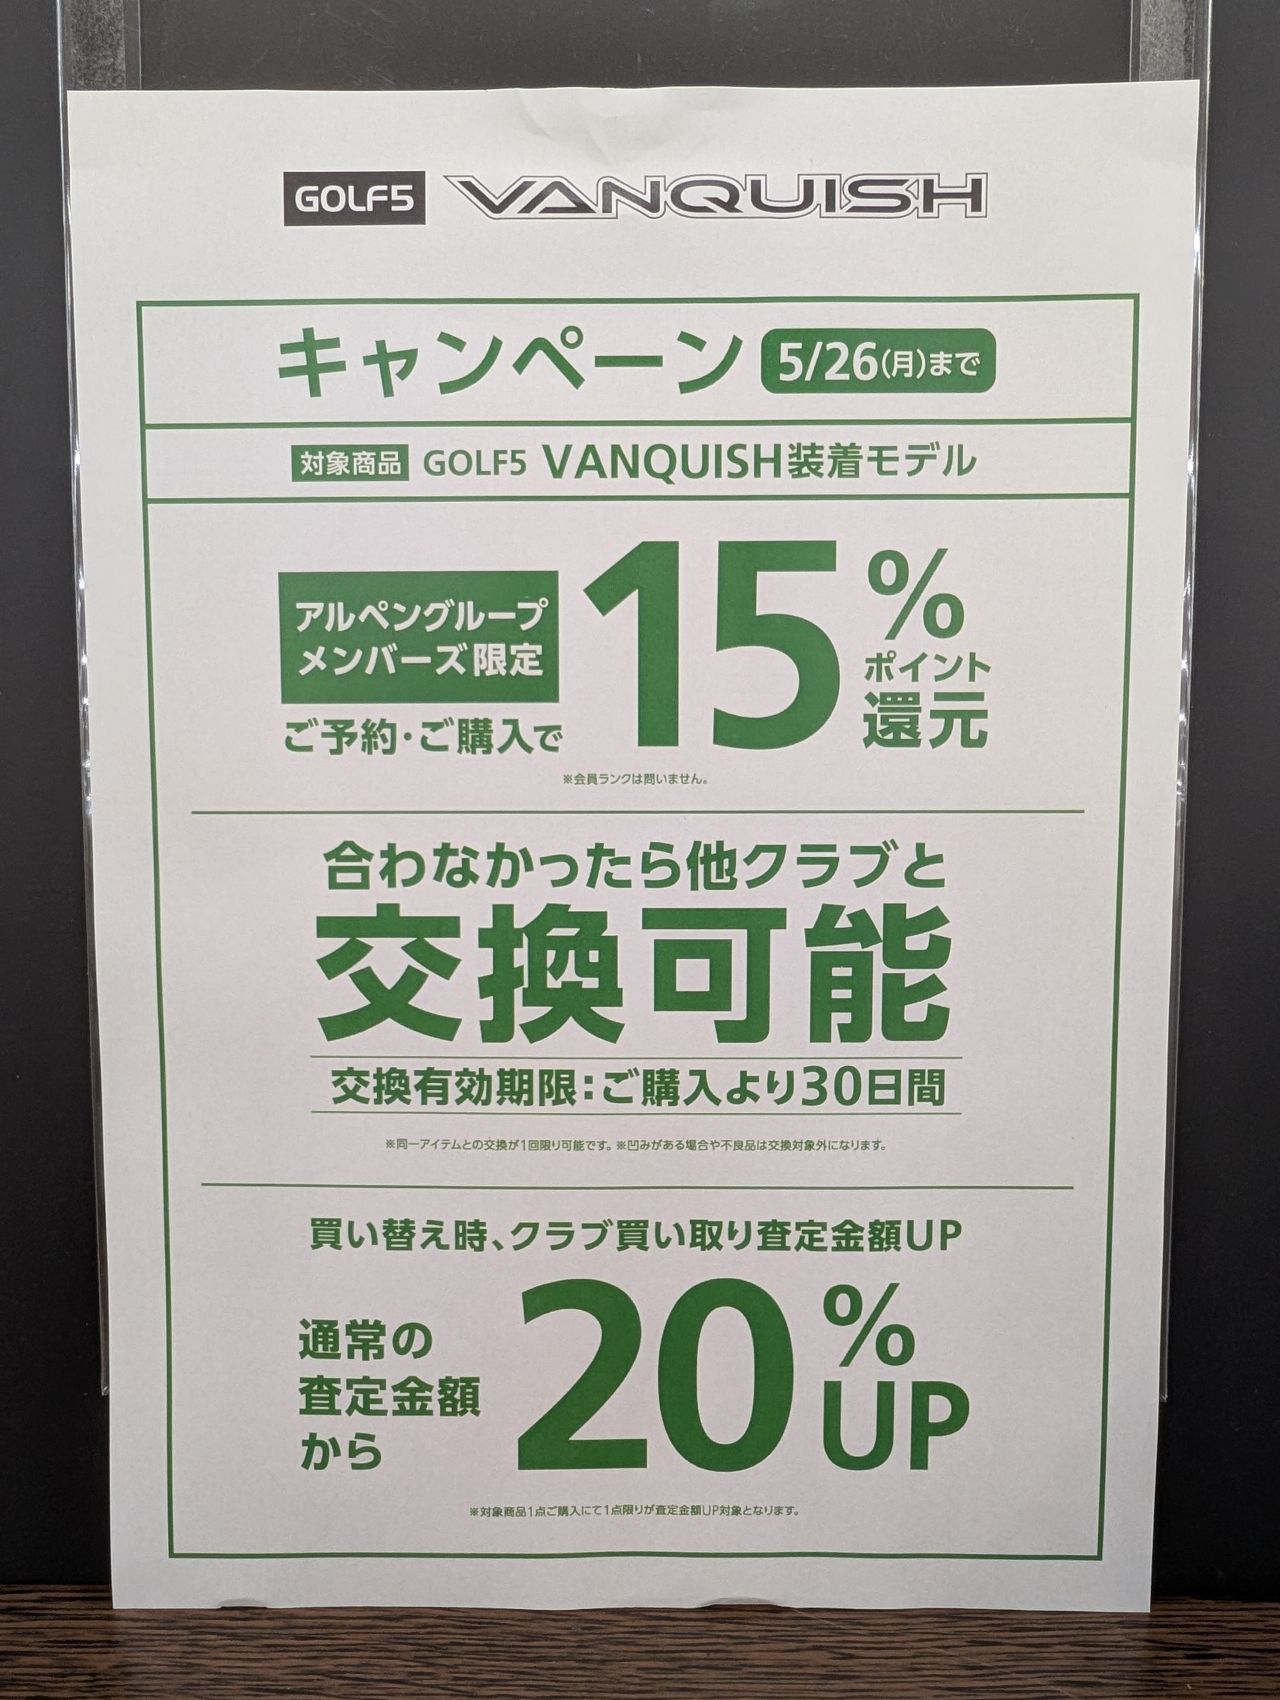 GOLF5 VANQUISH
キャンペーン 5/26(月)まで
対象商品 GOLF5 VANQUISH装着モデル
アルペングループ
メンバーズ限定
ご予約・ご購入で
15%
ポイント
還元
※会員ランクは問いません。
合わなかったら他クラブと
交換可能
交換有効期限：ご購入より30日間
※同一アイテムとの交換が1回限り可能です。※凹みがある場合や不良品は交換対象外になります。
買い替え時、クラブ買い取り査定金額UP
通常の
査定金額
から
20%
UP
※対象商品1点ご購入にて1点限りが査定金額UP対象となります。